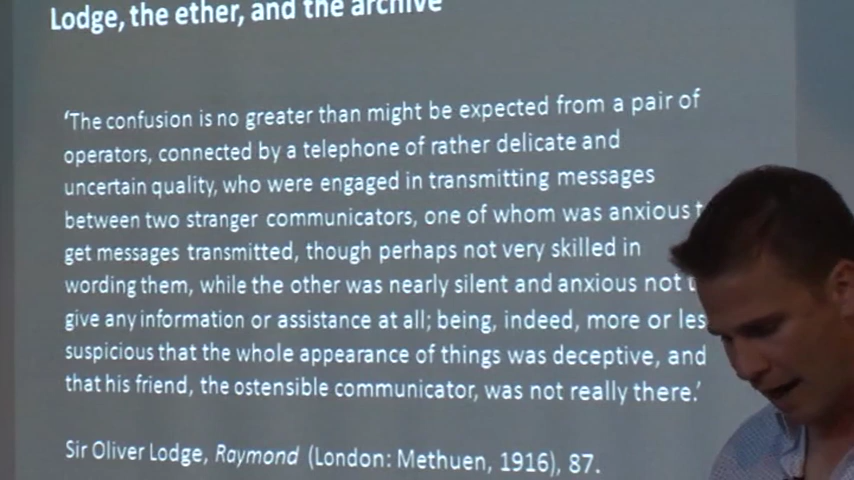 Lodge, the ether, and the archive
‘The confusion is no greater than might be expected from a pair of
operators, connected by a telephone of rather delicate and
uncertain quality, who were engaged in transmitting messages
between two stranger communicators, one of whom was anxious t
get messages transmitted, though perhaps not very skilled in
wording them, while the other was nearly silent and anxious not t
give any information or assistance at all; being, indeed, more or les
suspicious that the whole appearance of things was deceptive, and
that his friend, the ostensible communicator, was not really there.’
Sir Oliver Lodge, Raymond (London: Methuen, 1916), 87.